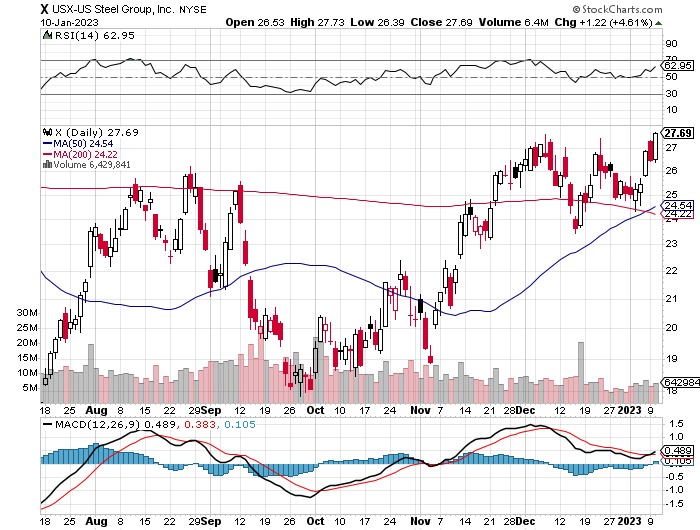 X USX-US Steel Group, Inc. NYSE
© StockCharts.com
10-Jan-2023
Open 26.53 High 27.73 Low 26.39 Close 27.69 Volume 6.4M Chg +1.22 (+4.61%)
RSI(14) 62.95
90
70
62.95
50
30
10
X (Daily) 27.69
MA(50) 24.54
MA(200) 24.22
Volume 6,429,841
27.69
27
26
25
24.54
24.22
24
23
22
21
20
19
18
30M
25M
20M
15M
10M
5M
642984
18 25 Aug 8 15 22 29 Sep 12 19 26 Oct 10 17 24 Nov 7 14 21 28 Dec 12 19 27 2023 9
MACD(12,26,9) 0.489, 0.383, 0.105
1.5
1.0
0.489
0.105
0.0
-0.5
-1.0
-1.5
18 25 Aug 8 15 22 29 Sep 12 19 26 Oct 10 17 24 Nov 7 14 21 28 Dec 12 19 27 2023 9